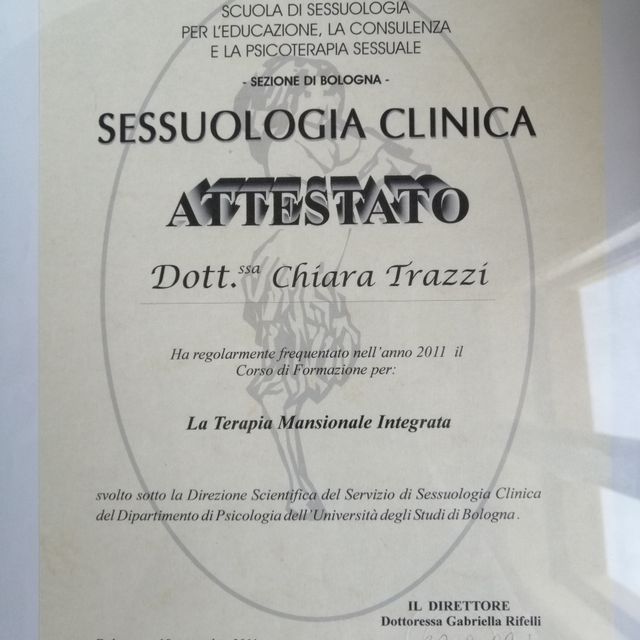 SCUOLA DI SESSUOLOGIA
PER L'EDUCAZIONE, LA CONSULENZA
E LA PSICOTERAPIA SESSUALE
- SEZIONE DI BOLOGNA -
SESSUOLOGIA CLINICA
ATTESTATO
Dott.ssa Chiara Trazzi
Ha regolarmente frequentato nell'anno 2011 il
Corso di Formazione per:
La Terapia Mansionale Integrata
svolto sotto la Direzione Scientifica del Servizio di Sessuologia Clinica
del Dipartimento di Psicologia dell'Università degli Studi di Bologna.
IL DIRETTORE
Dottoressa Gabriella Rifelli